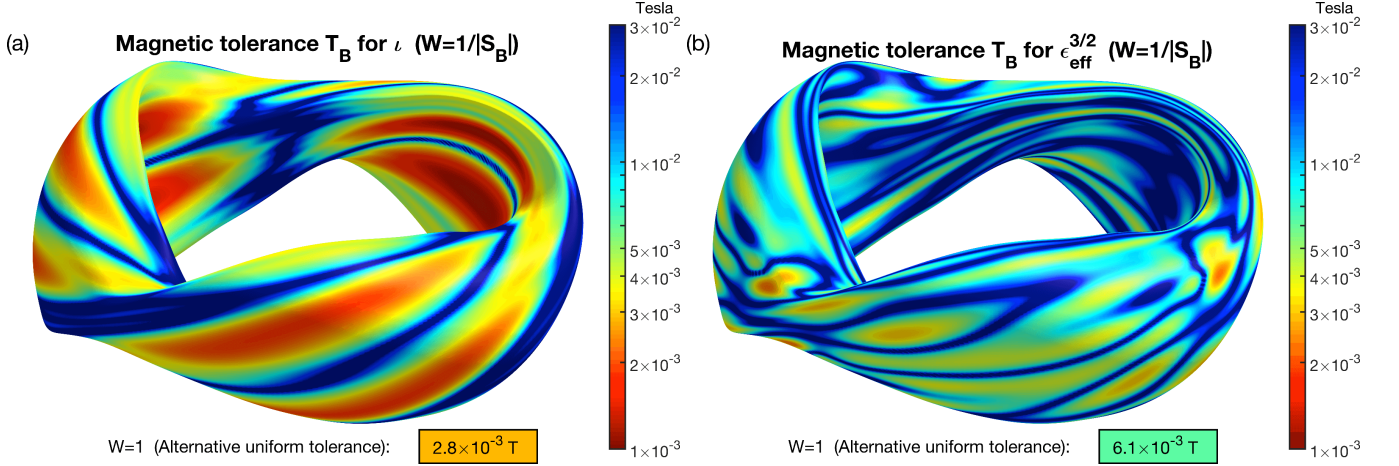 (a)
Magnetic tolerance T_B for ι (W=1/|S_B|)
Tesla
3×10^-2
2×10^-2
1×10^-2
5×10^-3
4×10^-3
3×10^-3
2×10^-3
1×10^-3
W=1 (Alternative uniform tolerance): 2.8×10^-3 T
(b)
Magnetic tolerance T_B for ϵ_eff^3/2 (W=1/|S_B|)
Tesla
3×10^-2
2×10^-2
1×10^-2
5×10^-3
4×10^-3
3×10^-3
2×10^-3
1×10^-3
W=1 (Alternative uniform tolerance): 6.1×10^-3 T